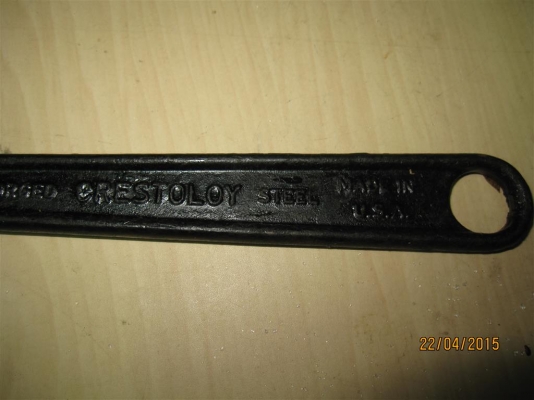 ORGED CRESTOLOY STEEL MADE IN
U.S.A.
22/04/2015